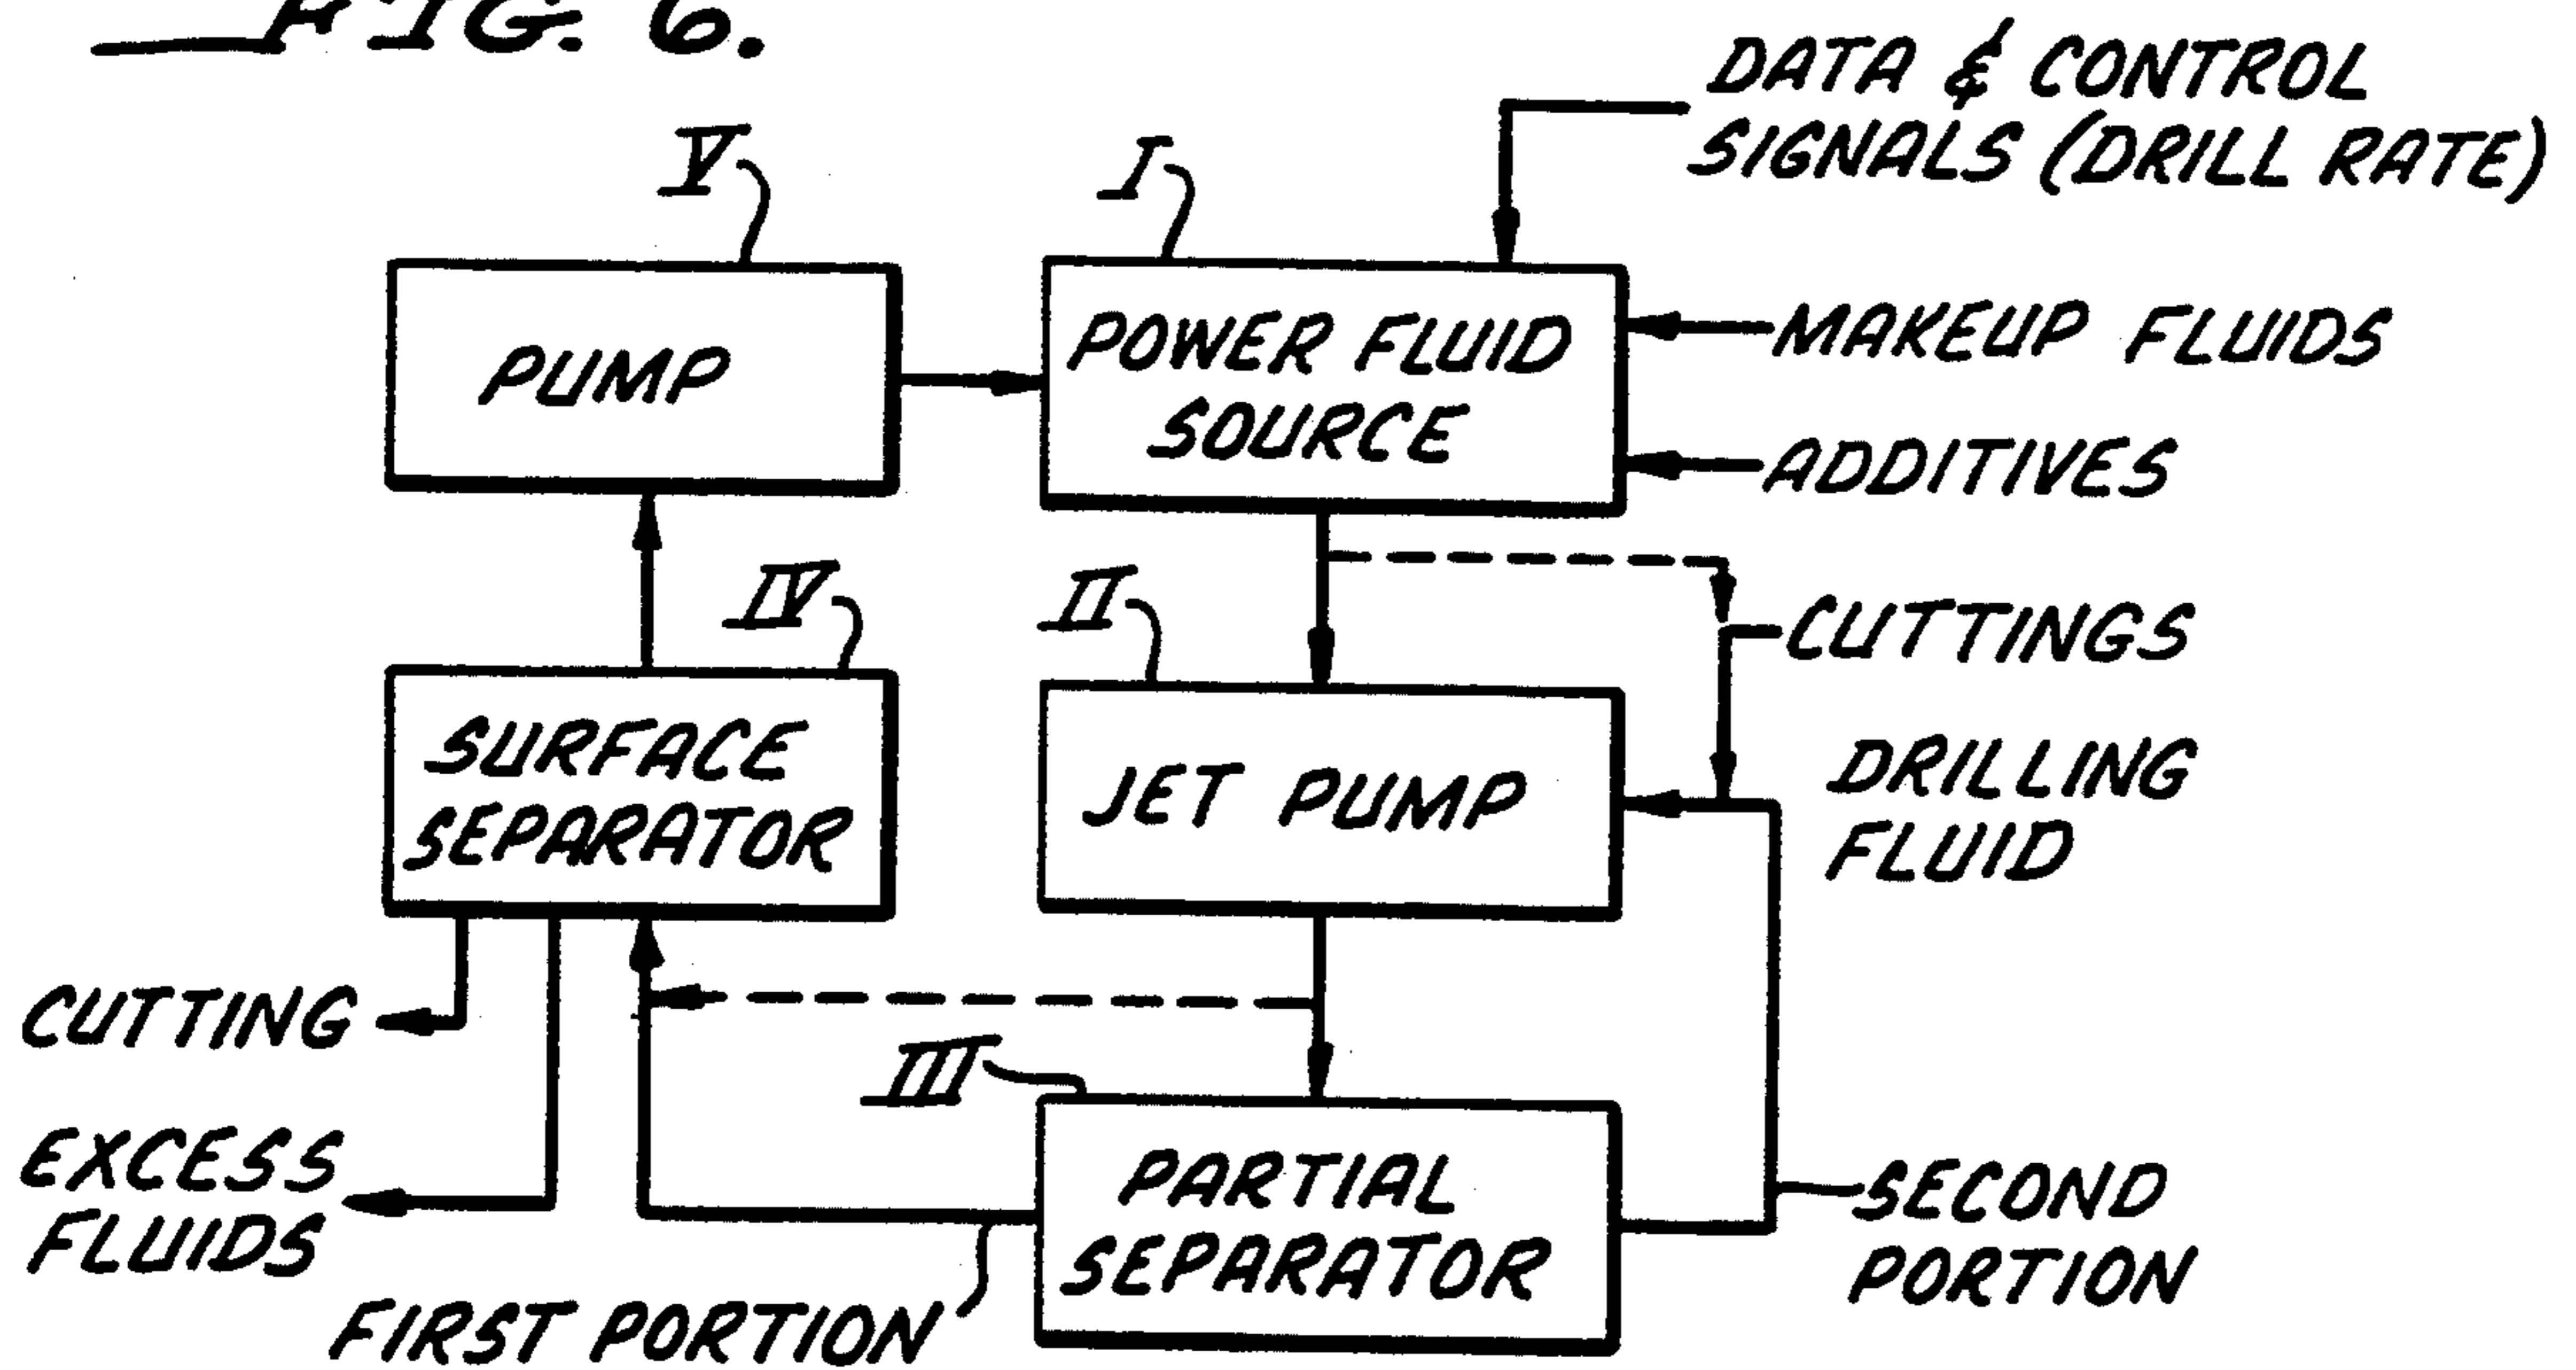 FIG. 6.
DATA & CONTROL
SIGNALS (DRILL RATE)
V
I
PUMP
POWER FLUID
SOURCE
MAKEUP FLUIDS
ADDITIVES
IV
II
CUTTINGS
SURFACE
SEPARATOR
JET PUMP
DRILLING
FLUID
CUTTING
III
EXCESS
FLUIDS
PARTIAL
SEPARATOR
SECOND
PORTION
FIRST PORTION